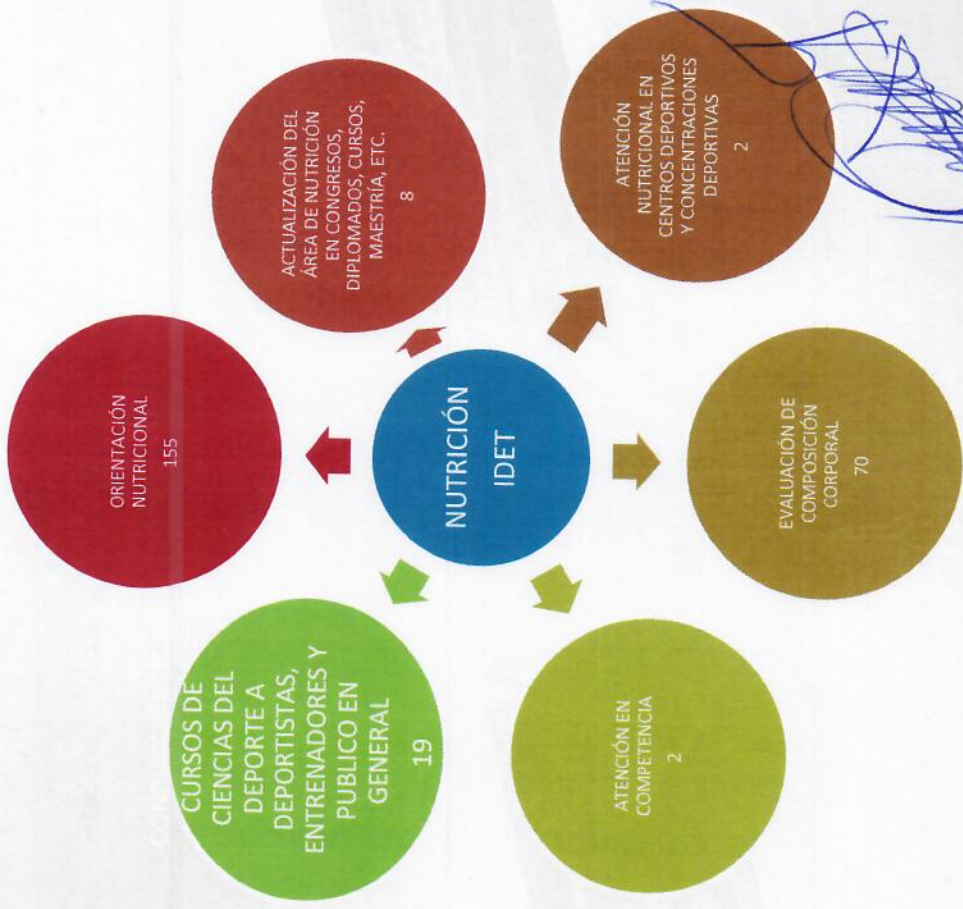 ORIENTACIÓN
NUTRICIONAL
155
ACTUALIZACIÓN DEL
ÁREA DE NUTRICIÓN
EN CONGRESOS,
DIPLOMADOS, CURSOS,
MAESTRÍA, ETC.
8
ATENCIÓN
NUTRICIONAL EN
CENTROS DEPORTIVOS
Y CONCENTRACIONES
DEPORTIVAS
2
EVALUACIÓN DE
COMPOSICIÓN
CORPORAL
70
ATENCIÓN EN
COMPETENCIA
2
CURSOS DE
CIENCIAS DEL
DEPORTE A
DEPORTISTAS,
ENTRENADORES Y
PUBLICO EN
GENERAL
19
NUTRICIÓN
IDET